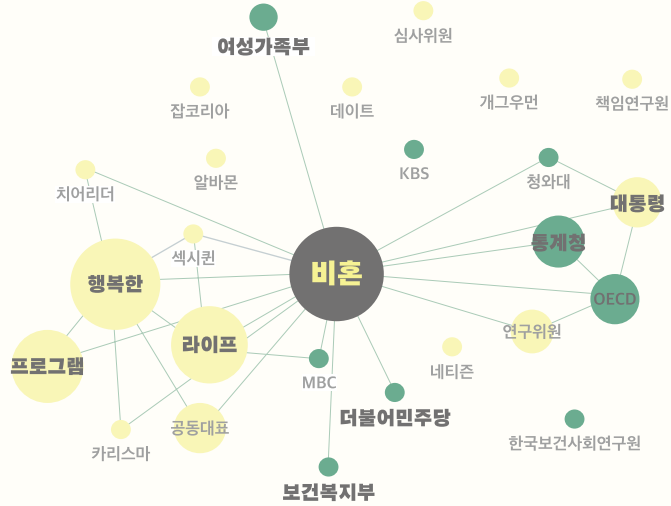 심사위원
여성가족부
개그우먼
책임연구원
잡코리아
데이트
KBS
청와대
알바몬
치어리더
대통령
통계청
섹시퀸
비혼
행복한
OECD
연구위원
라이프
프로그램
네티즌
MBC
더불어민주당
공동대표
한국보건사회연구원
카리스마
보건복지부